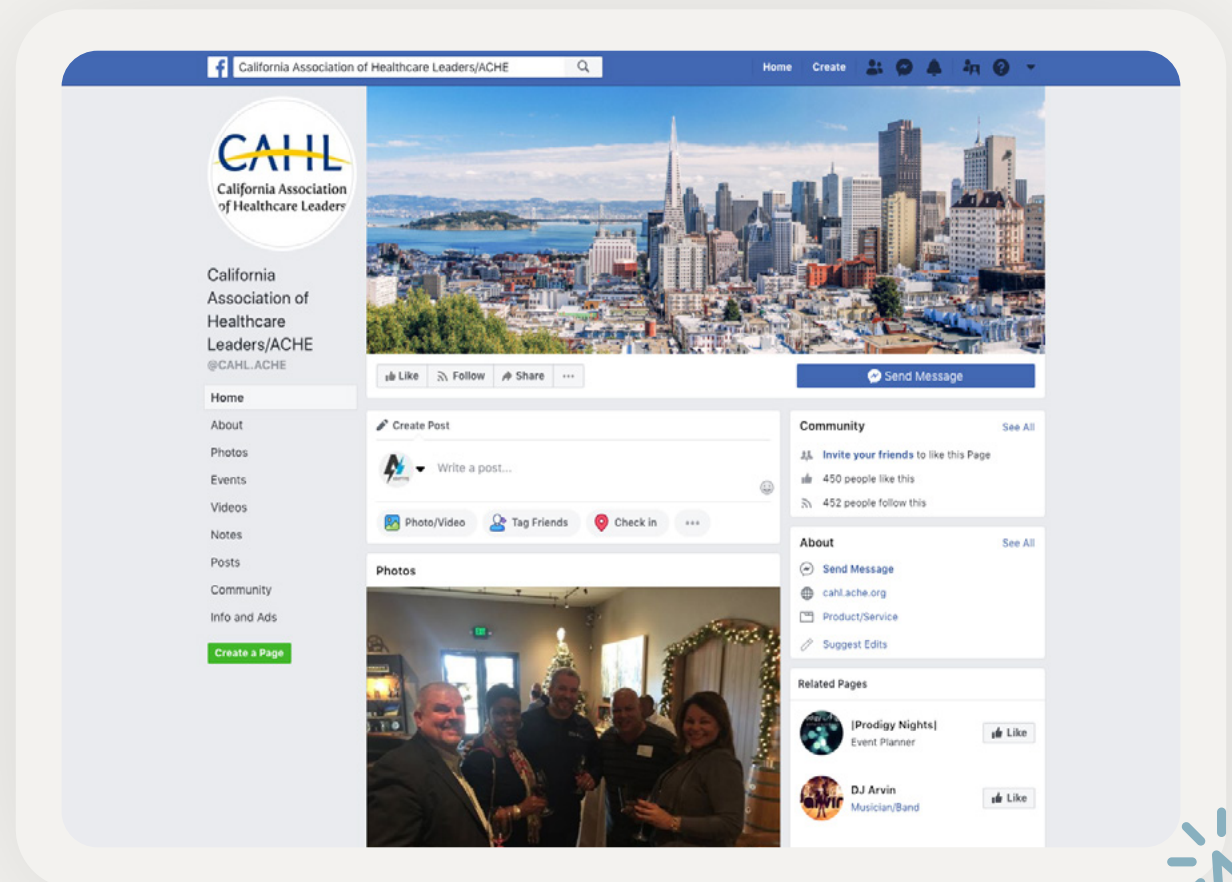 California Association of Healthcare Leaders/ACHE
Home Create
CAHL
California Association
of Healthcare Leaders
California
Association of
Healthcare
Leaders/ACHE
@CAHL.ACHE
Home
About
Photos
Events
Videos
Notes
Posts
Community
Info and Ads
Create a Page
Like Follow Share ...
Send Message
Create Post
Write a post...
Photo/Video Tag Friends Check in ...
Photos
Community See All
Invite your friends to like this Page
450 people like this
452 people follow this
About See All
Send Message
cahl.ache.org
Product/Service
Suggest Edits
Related Pages
|Prodigy Nights|
Event Planner
Like
DJ Arvin
Musician/Band
Like